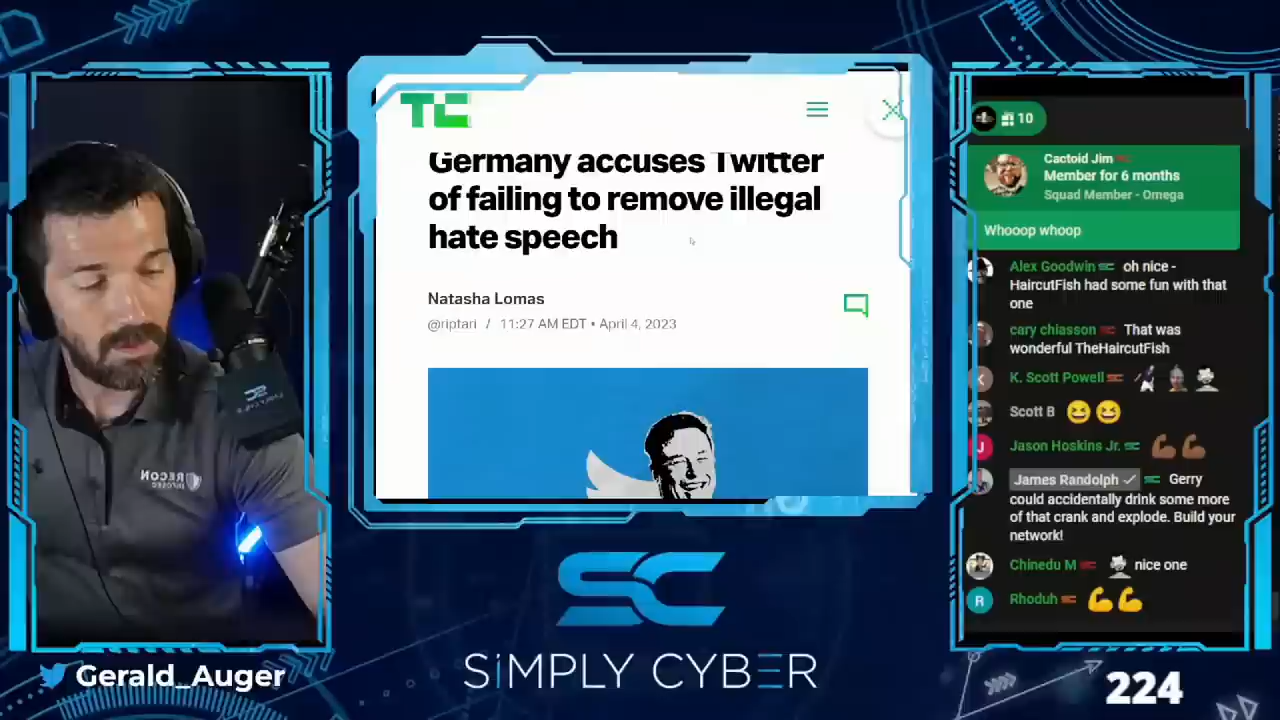 TC
Germany accuses Twitter
of failing to remove illegal
hate speech
Natasha Lomas
@riptari / 11:27 AM EDT • April 4, 2023
RECON
INFOSEC
SIMPLY CYBER
Gerald_Auger
SC
SiMPLY CYBER
10
Cactoid Jim
Member for 6 months
Squad Member - Omega
Whooop whoop
Alex Goodwin oh nice -
HaircutFish had some fun with that
one
cary chiasson That was
wonderful TheHaircutFish
K. Scott Powell
Scott B
Jason Hoskins Jr.
James Randolph Gerry
could accidentally drink some more
of that crank and explode. Build your
network!
Chinedu M nice one
Rhoduh
224